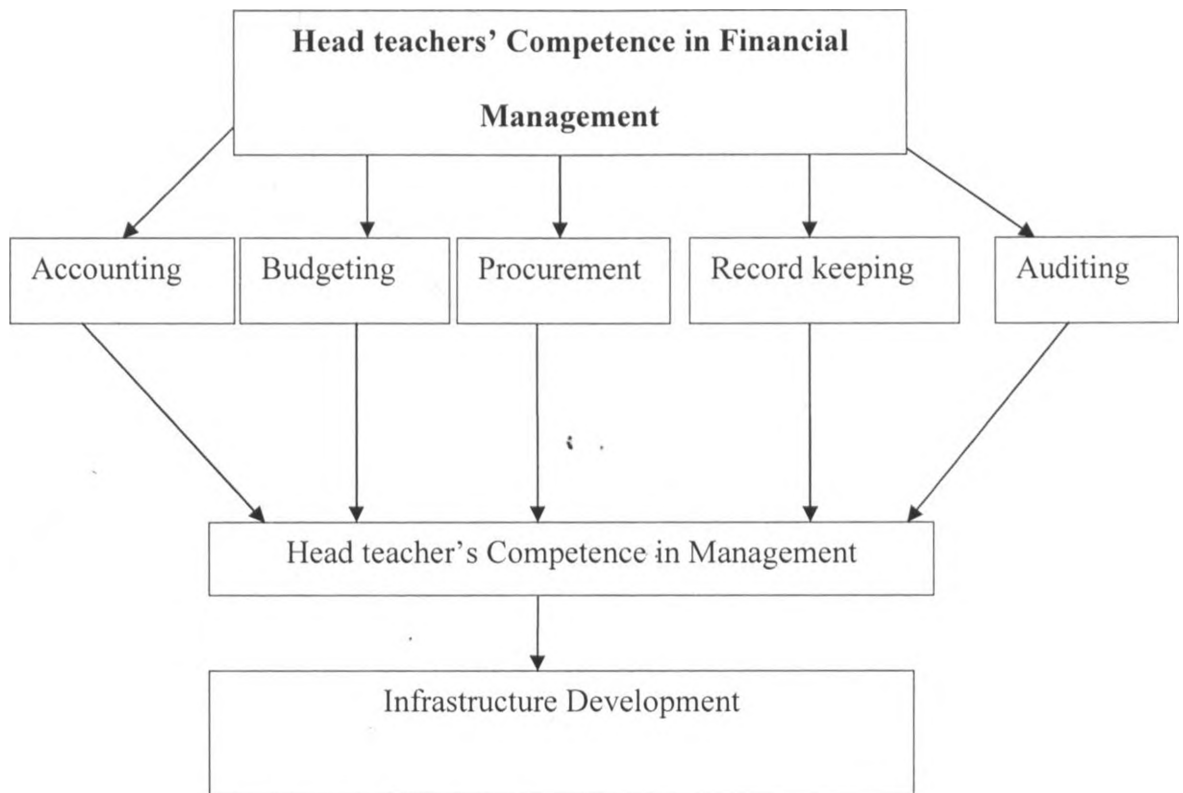 Head teachers’ Competence in Financial
Management
Accounting
Budgeting
Procurement
Record keeping
Auditing
Head teacher’s Competence in Management
Infrastructure Development